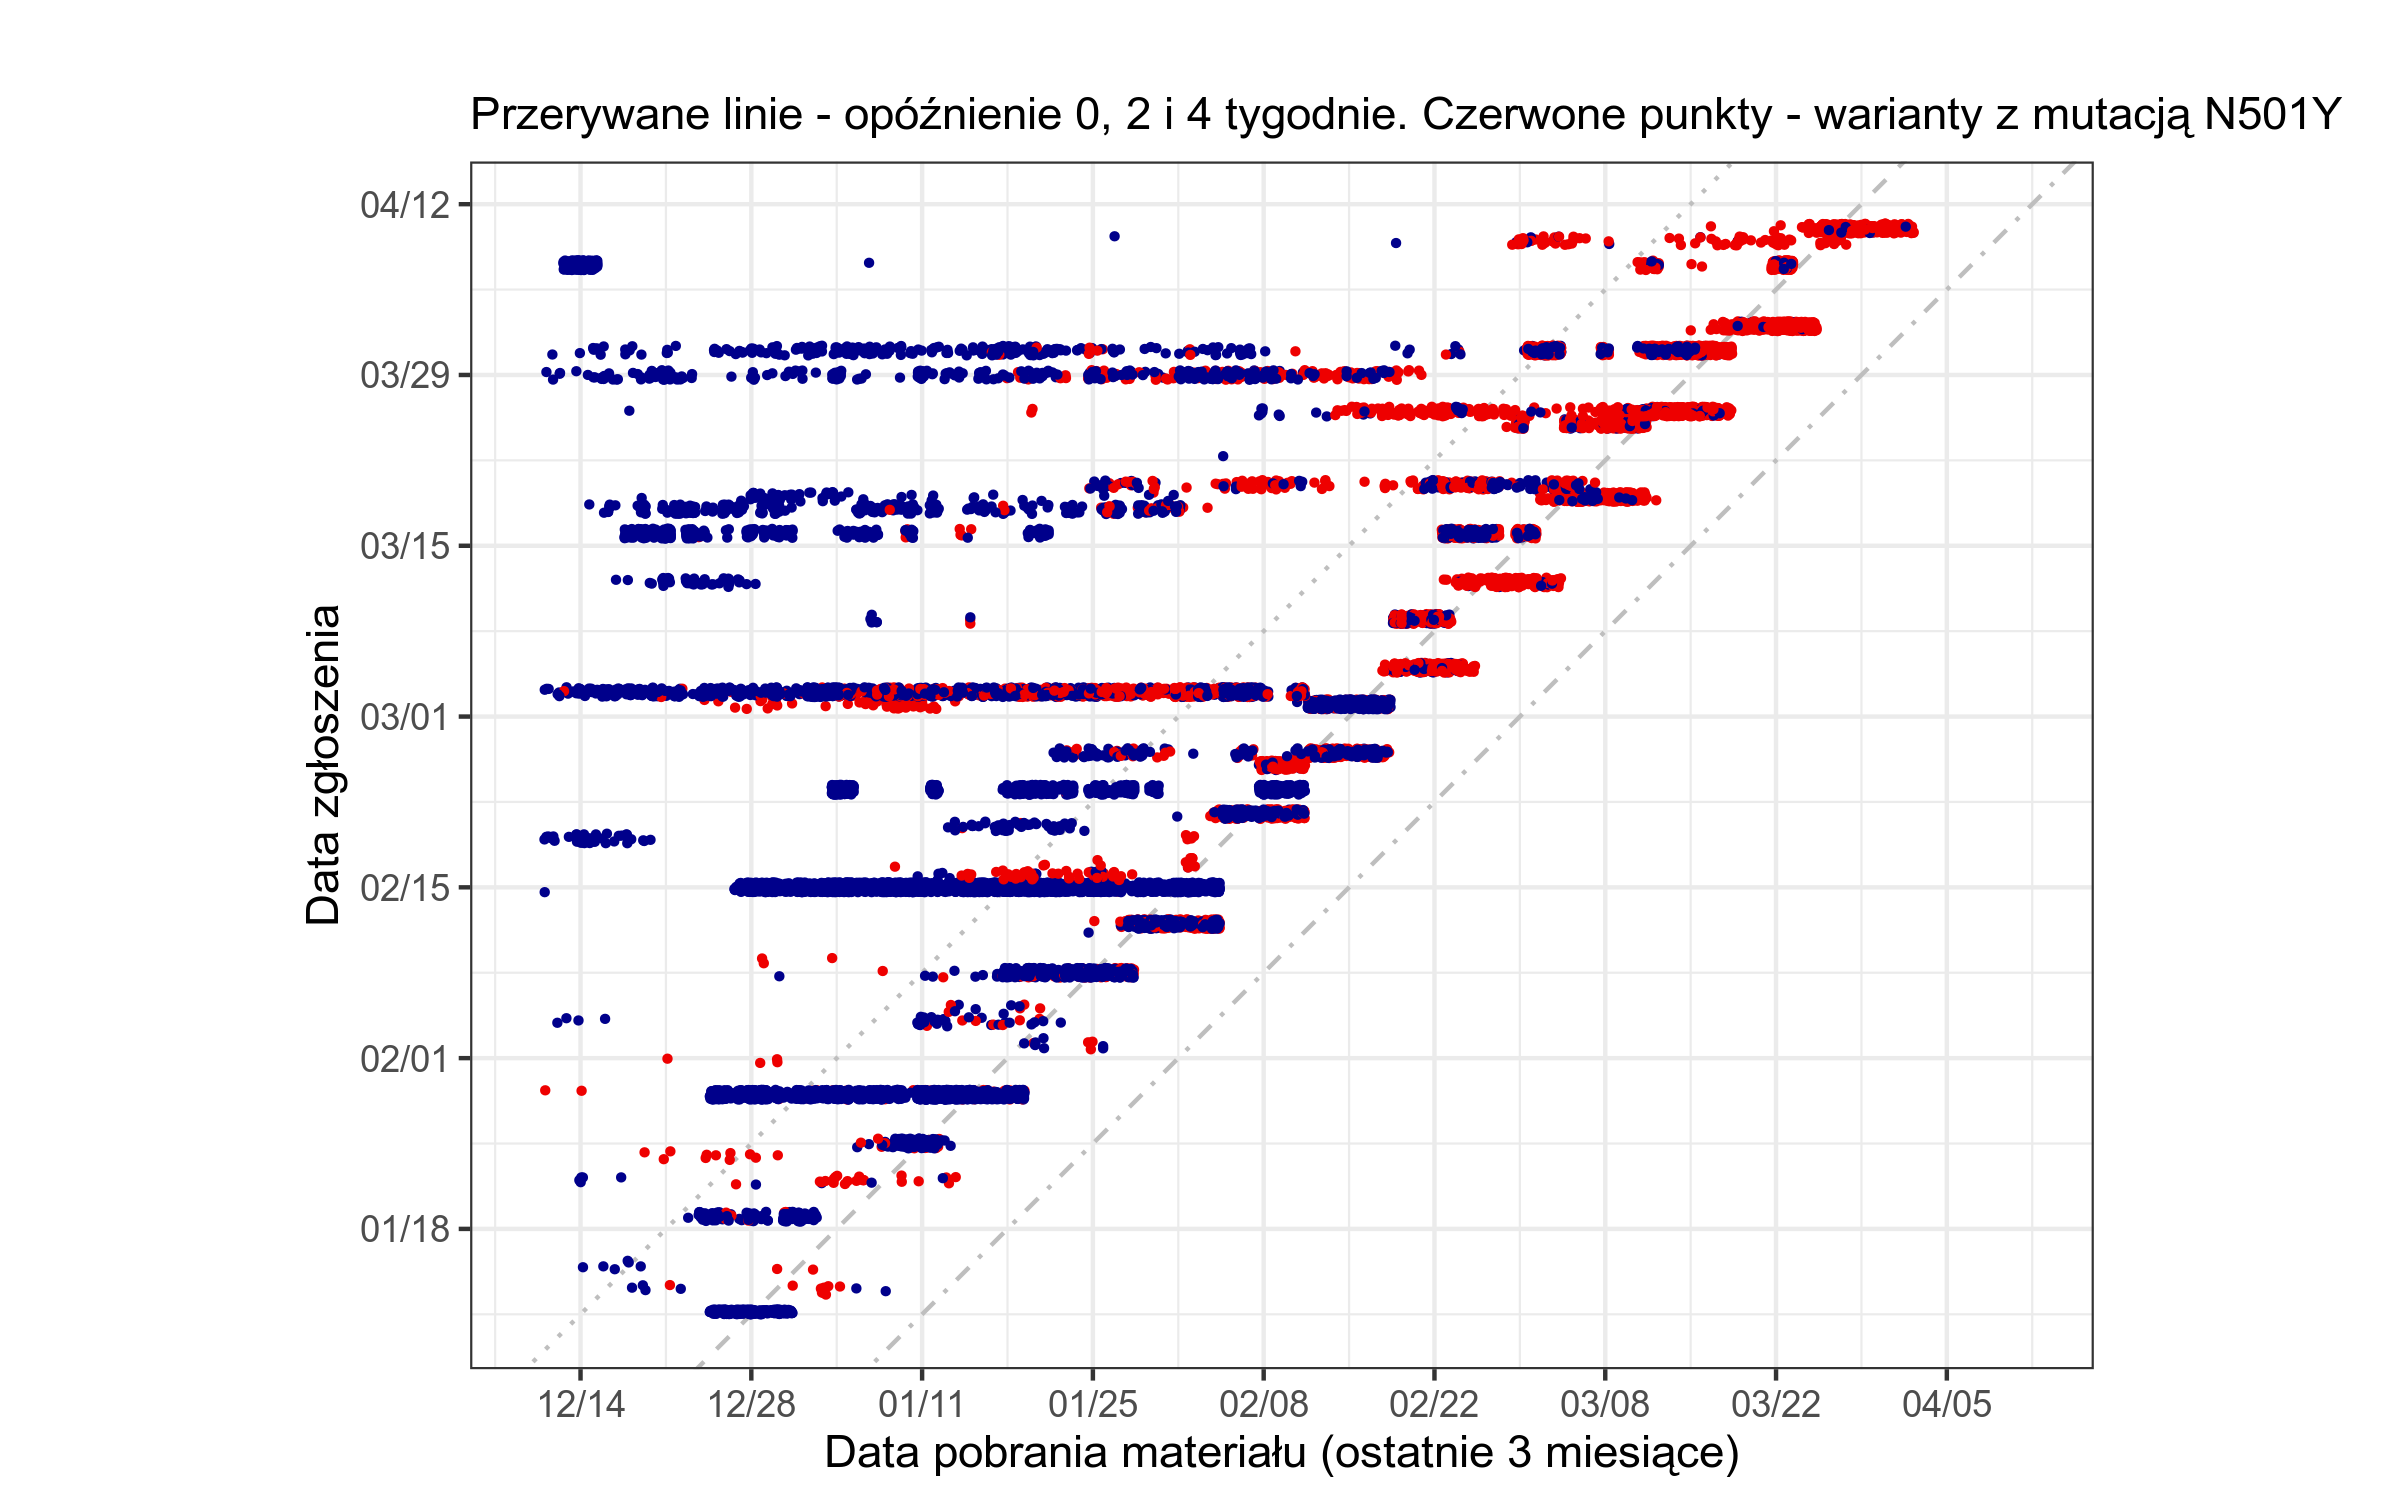 Przerywane linie - opóźnienie 0, 2 i 4 tygodnie. Czerwone punkty - warianty z mutacją N501Y
Data zgłoszenia
04/12
03/29
03/15
03/01
02/15
02/01
01/18
12/14 12/28 01/11 01/25 02/08 02/22 03/08 03/22 04/05
Data pobrania materiału (ostatnie 3 miesiące)